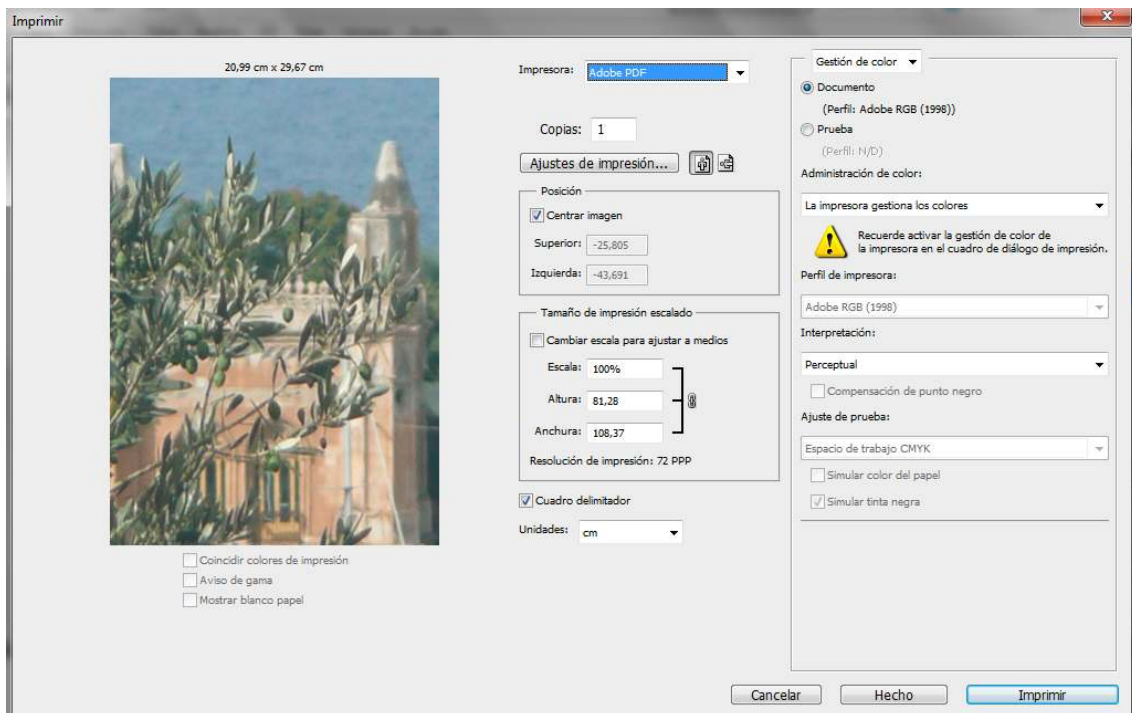 Imprimir
20,99 cm x 29,67 cm
Coincidir colores de impresión
Aviso de gama
Mostrar blanco papel
Impresora: Adobe PDF
Copias: 1
Ajustes de impresión...
Posición
Centrar imagen
Superior: -25,805
Izquierda: -43,691
Tamaño de impresión escalado
Cambiar escala para ajustar a medios
Escala: 100%
Altura: 81,28
Anchura: 108,37
Resolución de impresión: 72 PPP
Cuadro delimitador
Unidades: cm
Gestión de color
Documento
(Perfil: Adobe RGB (1998))
Prueba
(Perfil: N/D)
Administración de color:
La impresora gestiona los colores
Recuerde activar la gestión de color de
la impresora en el cuadro de diálogo de impresión.
Perfil de impresora:
Adobe RGB (1998)
Interpretación:
Perceptual
Compensación de punto negro
Ajuste de prueba:
Espacio de trabajo CMYK
Simular color del papel
Simular tinta negra
Cancelar
Hecho
Imprimir